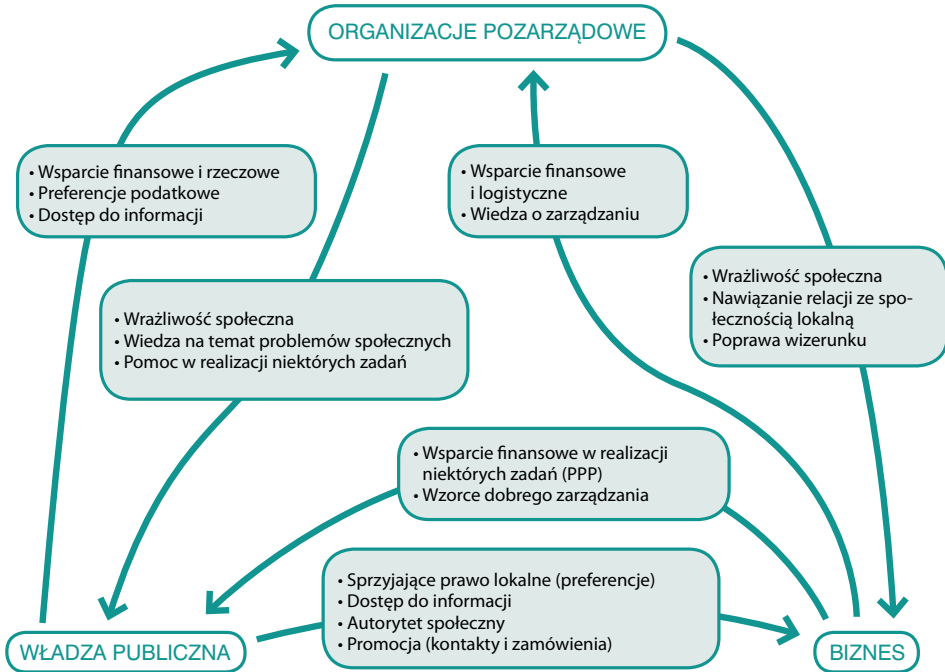 ORGANIZACJE POZARZĄDOWE
• Wsparcie finansowe i rzeczowe
• Preferencje podatkowe
• Dostęp do informacji
• Wsparcie finansowe
i logistyczne
• Wiedza o zarządzaniu
• Wrażliwość społeczna
• Nawiązanie relacji ze spo-
łecznością lokalną
• Poprawa wizerunku
• Wrażliwość społeczna
• Wiedza na temat problemów społecznych
• Pomoc w realizacji niektórych zadań
• Wsparcie finansowe w realizacji
niektórych zadań (PPP)
• Wzorce dobrego zarządzania
• Sprzyjające prawo lokalne (preferencje)
• Dostęp do informacji
• Autorytet społeczny
• Promocja (kontakty i zamówienia)
WŁADZA PUBLICZNA
BIZNES